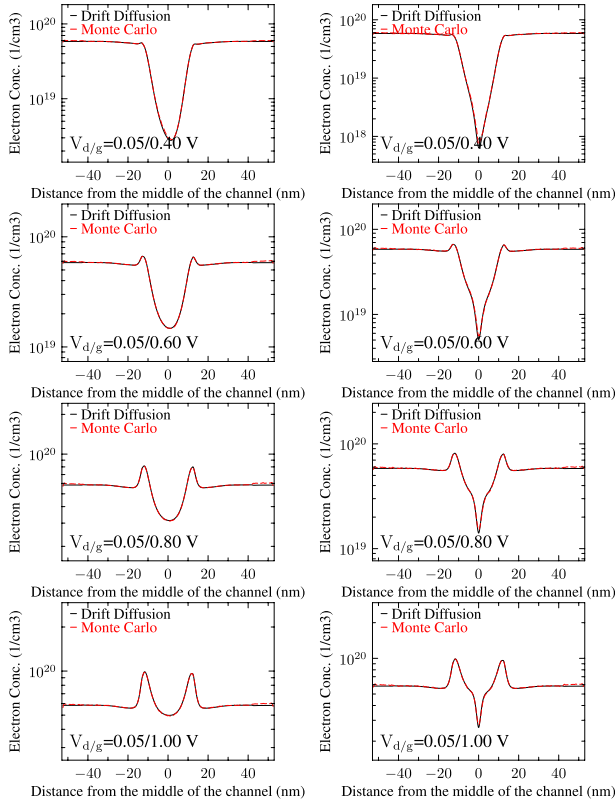 Electron Conc. (1/cm3)
10^20
10^19
Drift Diffusion
Monte Carlo
V_d/g=0.05/0.40 V
−40 −20 0 20 40
Distance from the middle of the channel (nm)
Electron Conc. (1/cm3)
10^20
10^19
10^18
Drift Diffusion
Monte Carlo
V_d/g=0.05/0.40 V
−40 −20 0 20 40
Distance from the middle of the channel (nm)
Electron Conc. (1/cm3)
10^20
10^19
Drift Diffusion
Monte Carlo
V_d/g=0.05/0.60 V
−40 −20 0 20 40
Distance from the middle of the channel (nm)
Electron Conc. (1/cm3)
10^20
10^19
Drift Diffusion
Monte Carlo
V_d/g=0.05/0.60 V
−40 −20 0 20 40
Distance from the middle of the channel (nm)
Electron Conc. (1/cm3)
10^20
Drift Diffusion
Monte Carlo
V_d/g=0.05/0.80 V
−40 −20 0 20 40
Distance from the middle of the channel (nm)
Electron Conc. (1/cm3)
10^20
10^19
Drift Diffusion
Monte Carlo
V_d/g=0.05/0.80 V
−40 −20 0 20 40
Distance from the middle of the channel (nm)
Electron Conc. (1/cm3)
10^20
Drift Diffusion
Monte Carlo
V_d/g=0.05/1.00 V
−40 −20 0 20 40
Distance from the middle of the channel (nm)
Electron Conc. (1/cm3)
10^20
Drift Diffusion
Monte Carlo
V_d/g=0.05/1.00 V
−40 −20 0 20 40
Distance from the middle of the channel (nm)